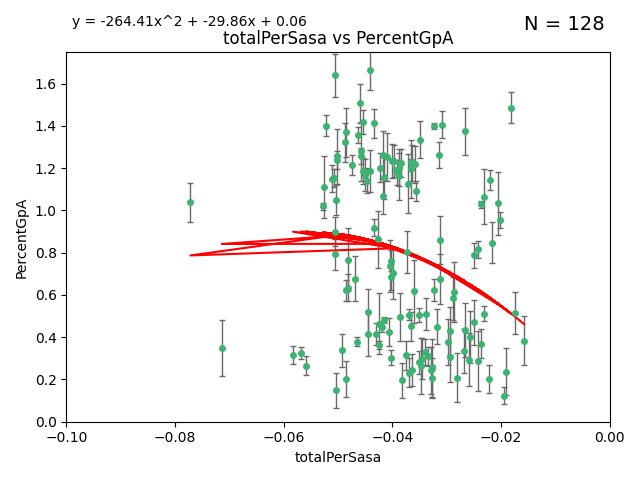 y = -264.41x^2 + -29.86x + 0.06
N = 128
totalPerSasa vs PercentGpA
1.6
1.4
1.2
1.0
0.8
0.6
0.4
0.2
0.0
PercentGpA
−0.10 −0.08 −0.06 −0.04 −0.02 0.00
totalPerSasa